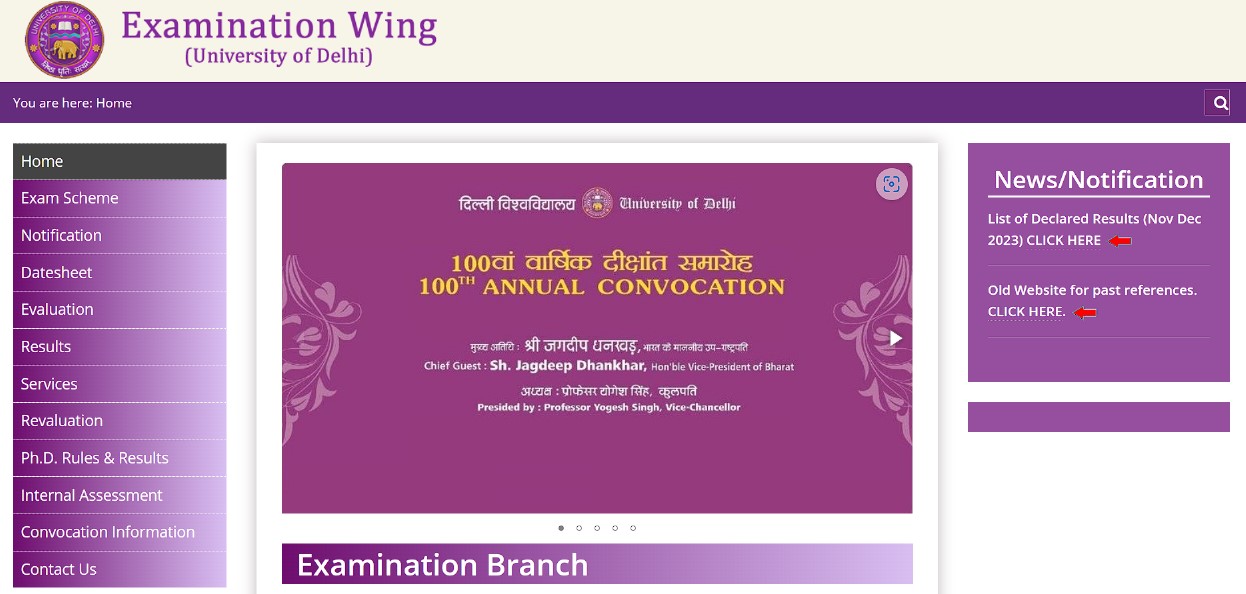 UNIVERSITY OF DELHI
Examination Wing
(University of Delhi)
You are here: Home
Home
Exam Scheme
Notification
Datesheet
Evaluation
Results
Services
Revaluation
Ph.D. Rules & Results
Internal Assessment
Convocation Information
Contact Us
दिल्ली विश्वविद्यालय University of Delhi
100वां वार्षिक दीक्षांत समारोह
100TH ANNUAL CONVOCATION
मुख्य अतिथि : श्री जगदीप धनखड़, भारत के माननीय उप-राष्ट्रपति
Chief Guest : Sh. Jagdeep Dhankhar, Hon'ble Vice-President of Bharat
अध्यक्ष : प्रोफेसर योगेश सिंह, कुलपति
Presided by : Professor Yogesh Singh, Vice-Chancellor
Examination Branch
News/Notification
List of Declared Results (Nov Dec
2023) CLICK HERE
Old Website for past references.
CLICK HERE.